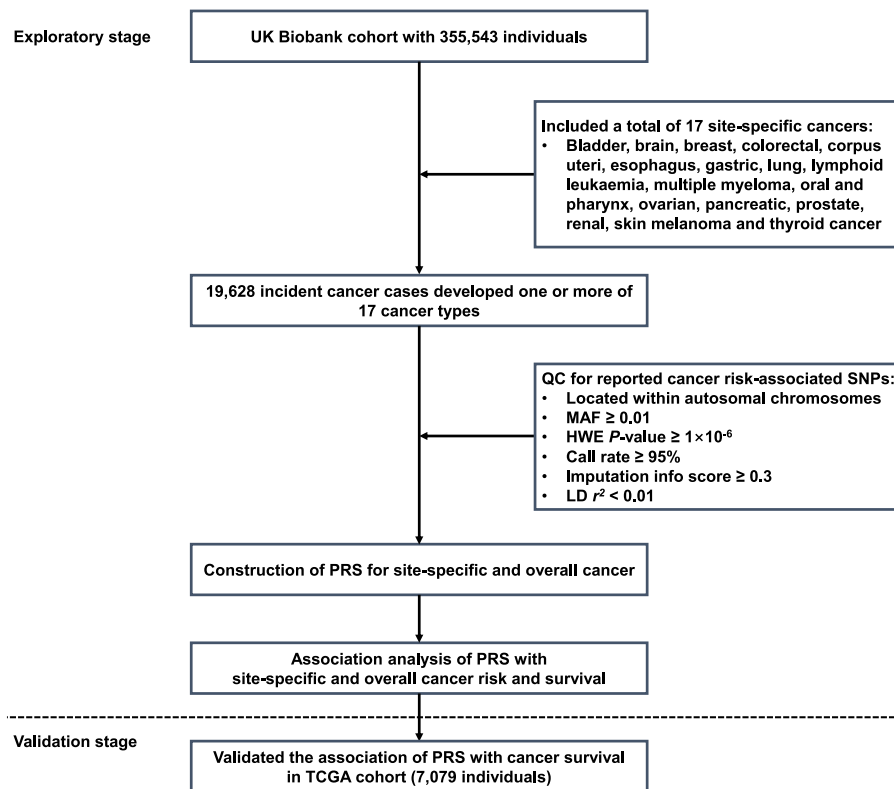 Exploratory stage
UK Biobank cohort with 355,543 individuals
Included a total of 17 site-specific cancers:
• Bladder, brain, breast, colorectal, corpus
uteri, esophagus, gastric, lung, lymphoid
leukaemia, multiple myeloma, oral and
pharynx, ovarian, pancreatic, prostate,
renal, skin melanoma and thyroid cancer
19,628 incident cancer cases developed one or more of
17 cancer types
QC for reported cancer risk-associated SNPs:
• Located within autosomal chromosomes
• MAF ≥ 0.01
• HWE P-value ≥ 1×10⁻⁶
• Call rate ≥ 95%
• Imputation info score ≥ 0.3
• LD r² < 0.01
Construction of PRS for site-specific and overall cancer
Association analysis of PRS with
site-specific and overall cancer risk and survival
Validation stage
Validated the association of PRS with cancer survival
in TCGA cohort (7,079 individuals)